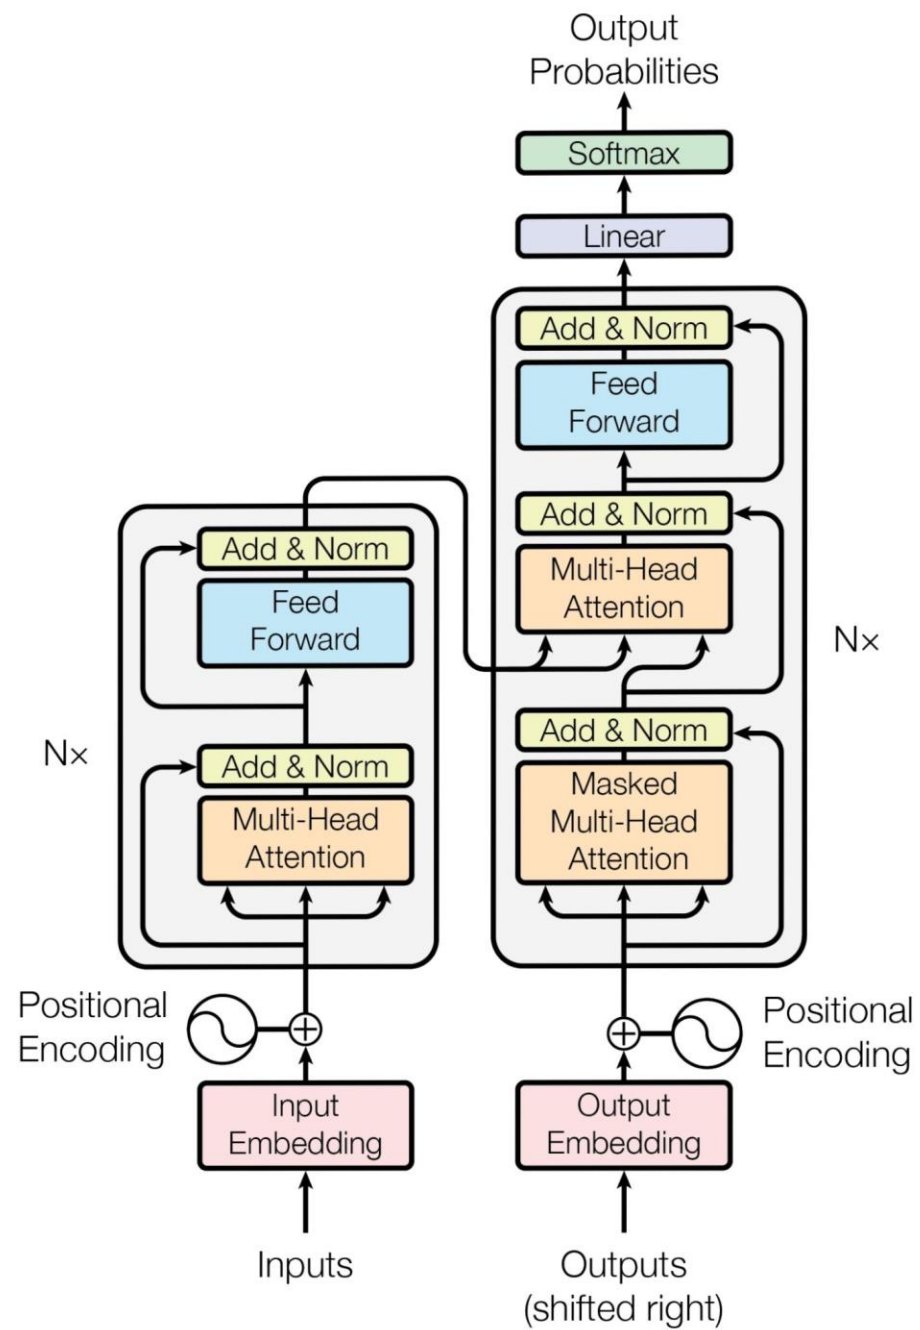 Output
Probabilities
Softmax
Linear
Add & Norm
Feed
Forward
Add & Norm
Multi-Head
Attention
Add & Norm
Masked
Multi-Head
Attention
N×
Add & Norm
Feed
Forward
Add & Norm
Multi-Head
Attention
N×
Positional
Encoding
Positional
Encoding
Input
Embedding
Output
Embedding
Inputs
Outputs
(shifted right)